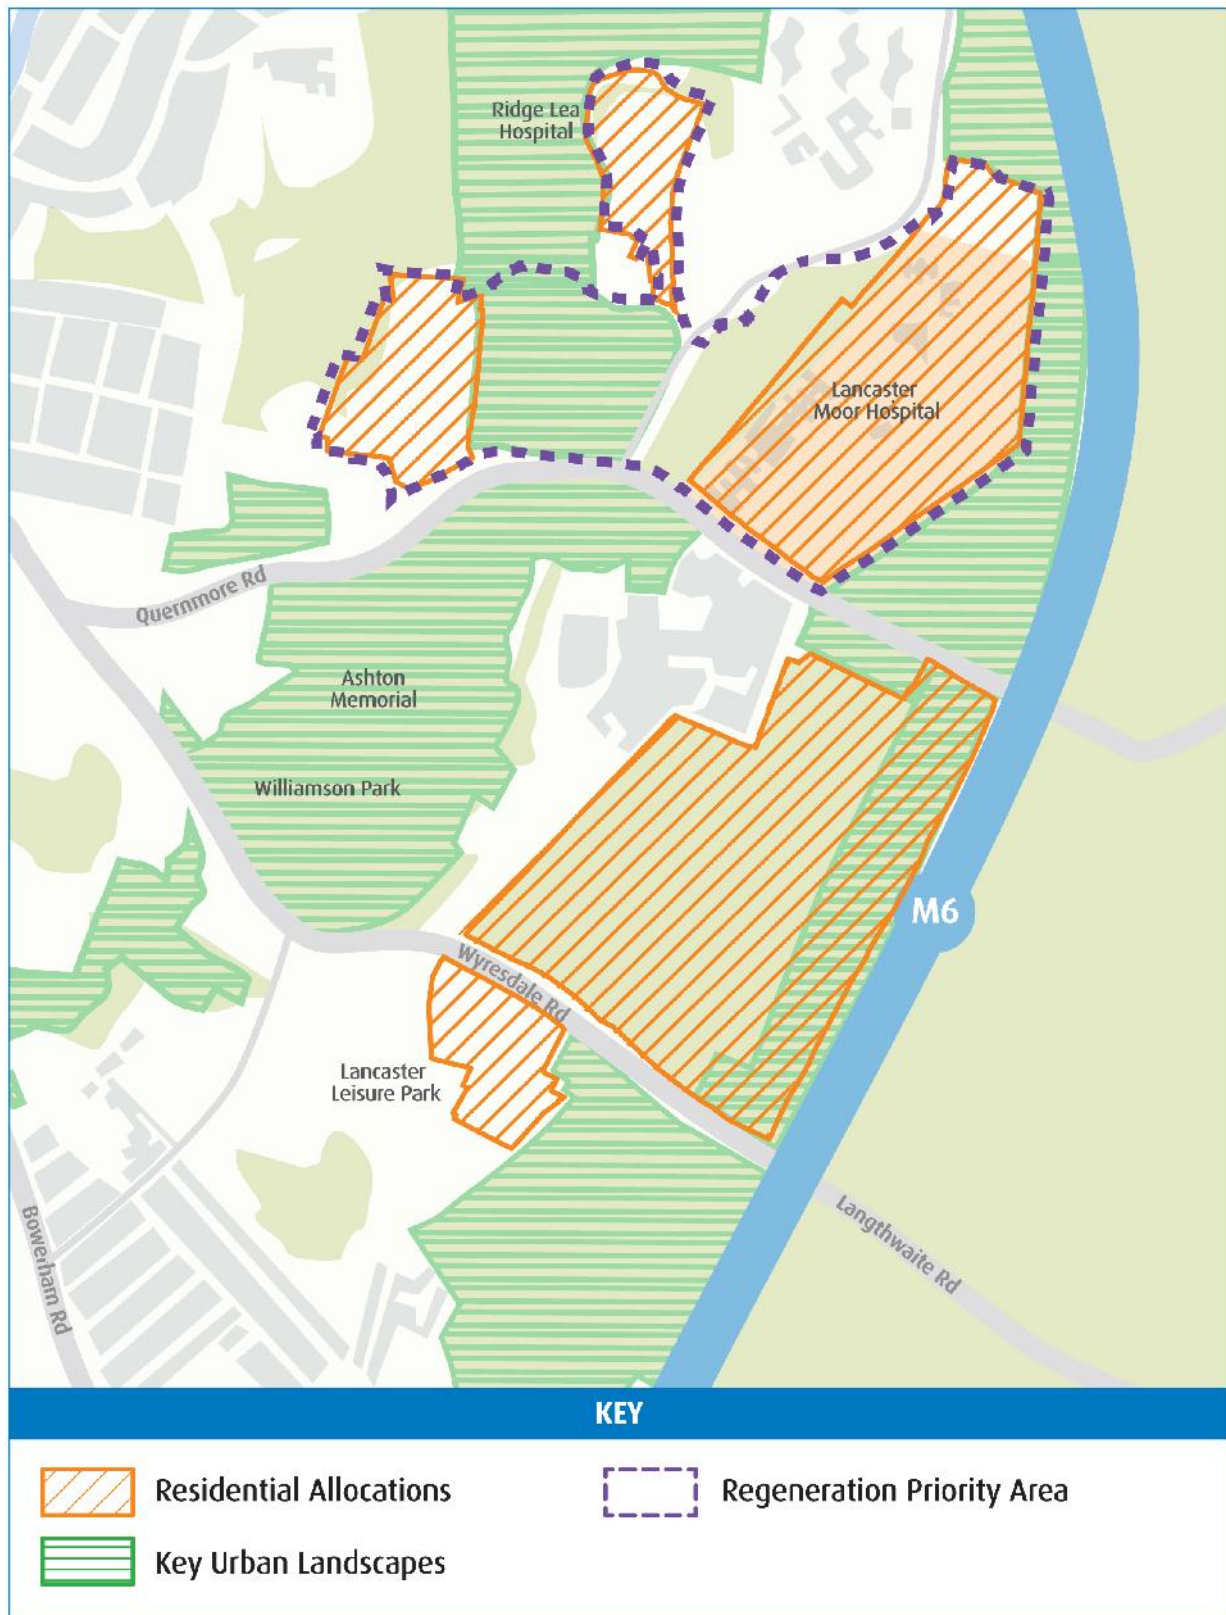 Ridge Lea
Hospital
Lancaster
Moor Hospital
Quernmore Rd
Ashton
Memorial
Williamson Park
M6
Wyresdale Rd
Lancaster
Leisure Park
Langthwaite Rd
Bowerham Rd
KEY
Residential Allocations
Regeneration Priority Area
Key Urban Landscapes